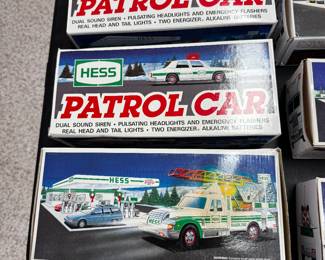 PATROL CAR
DUAL SOUND SIREN • PULSATING HEADLIGHTS AND EMERGENCY FLASHERS
REAL HEAD AND TAIL LIGHTS • TWO ENERGIZER® ALKALINE BATTERIES
HESS
PATROL CAR
DUAL SOUND SIREN • PULSATING HEADLIGHTS AND EMERGENCY FLASHERS
REAL HEAD AND TAIL LIGHTS • TWO ENERGIZER® ALKALINE BATTERIES
HESS
HESS